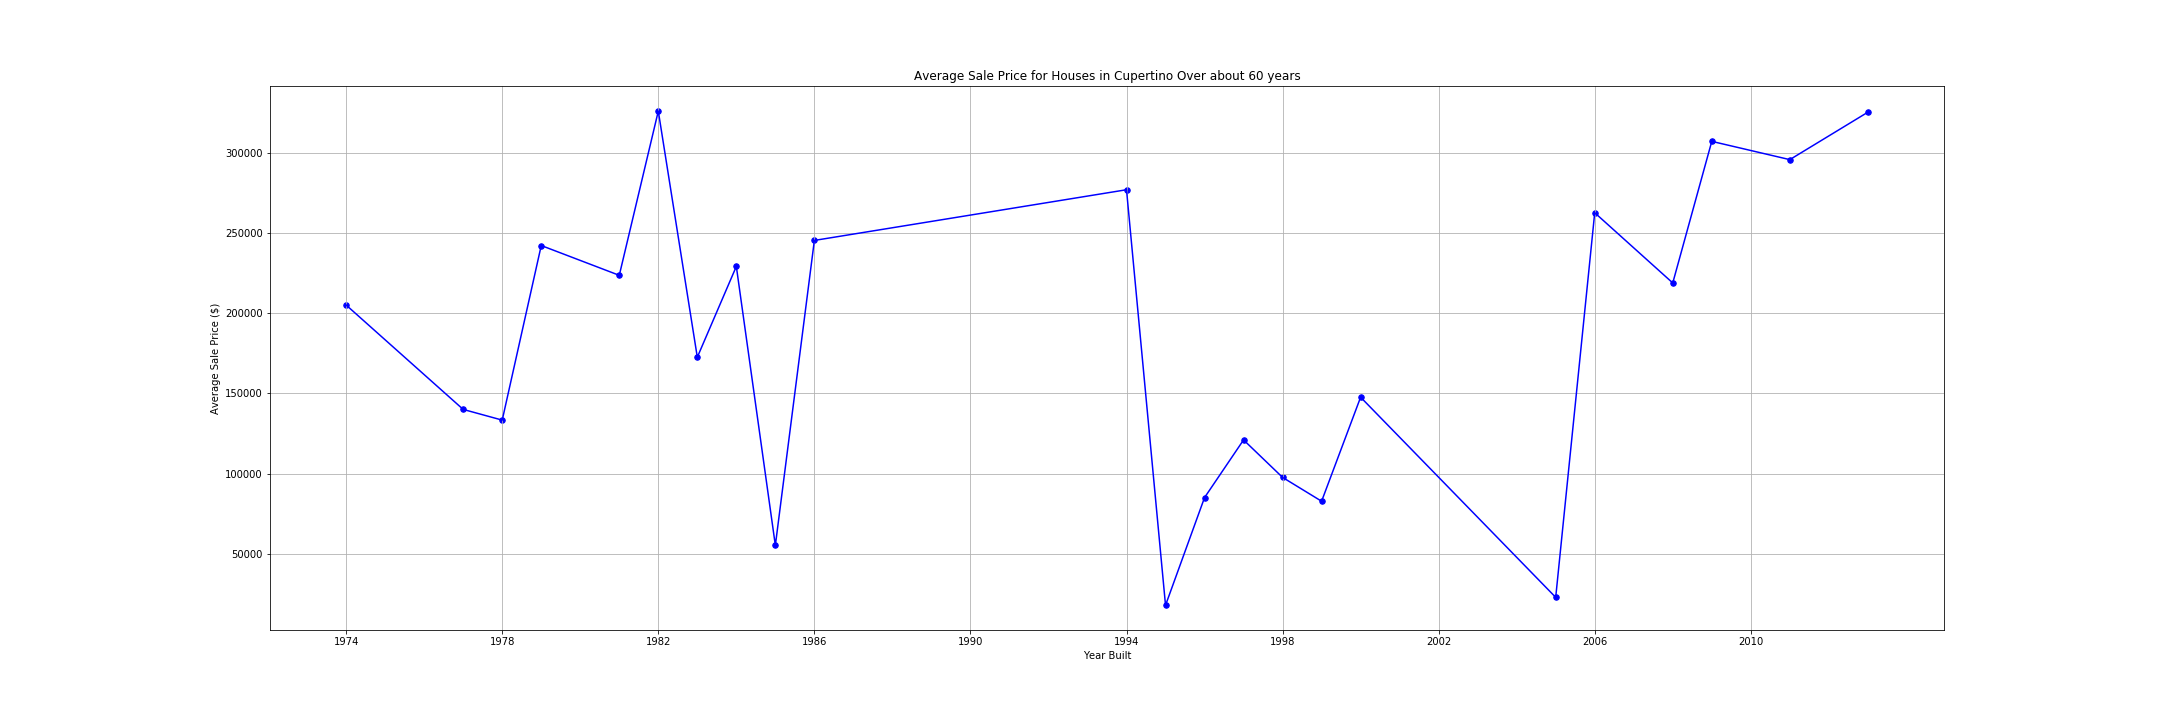 Average Sale Price for Houses in Cupertino Over about 60 years
Average Sale Price ($)
300000
250000
200000
150000
100000
50000
1974 1978 1982 1986 1990 1994 1998 2002 2006 2010
Year Built